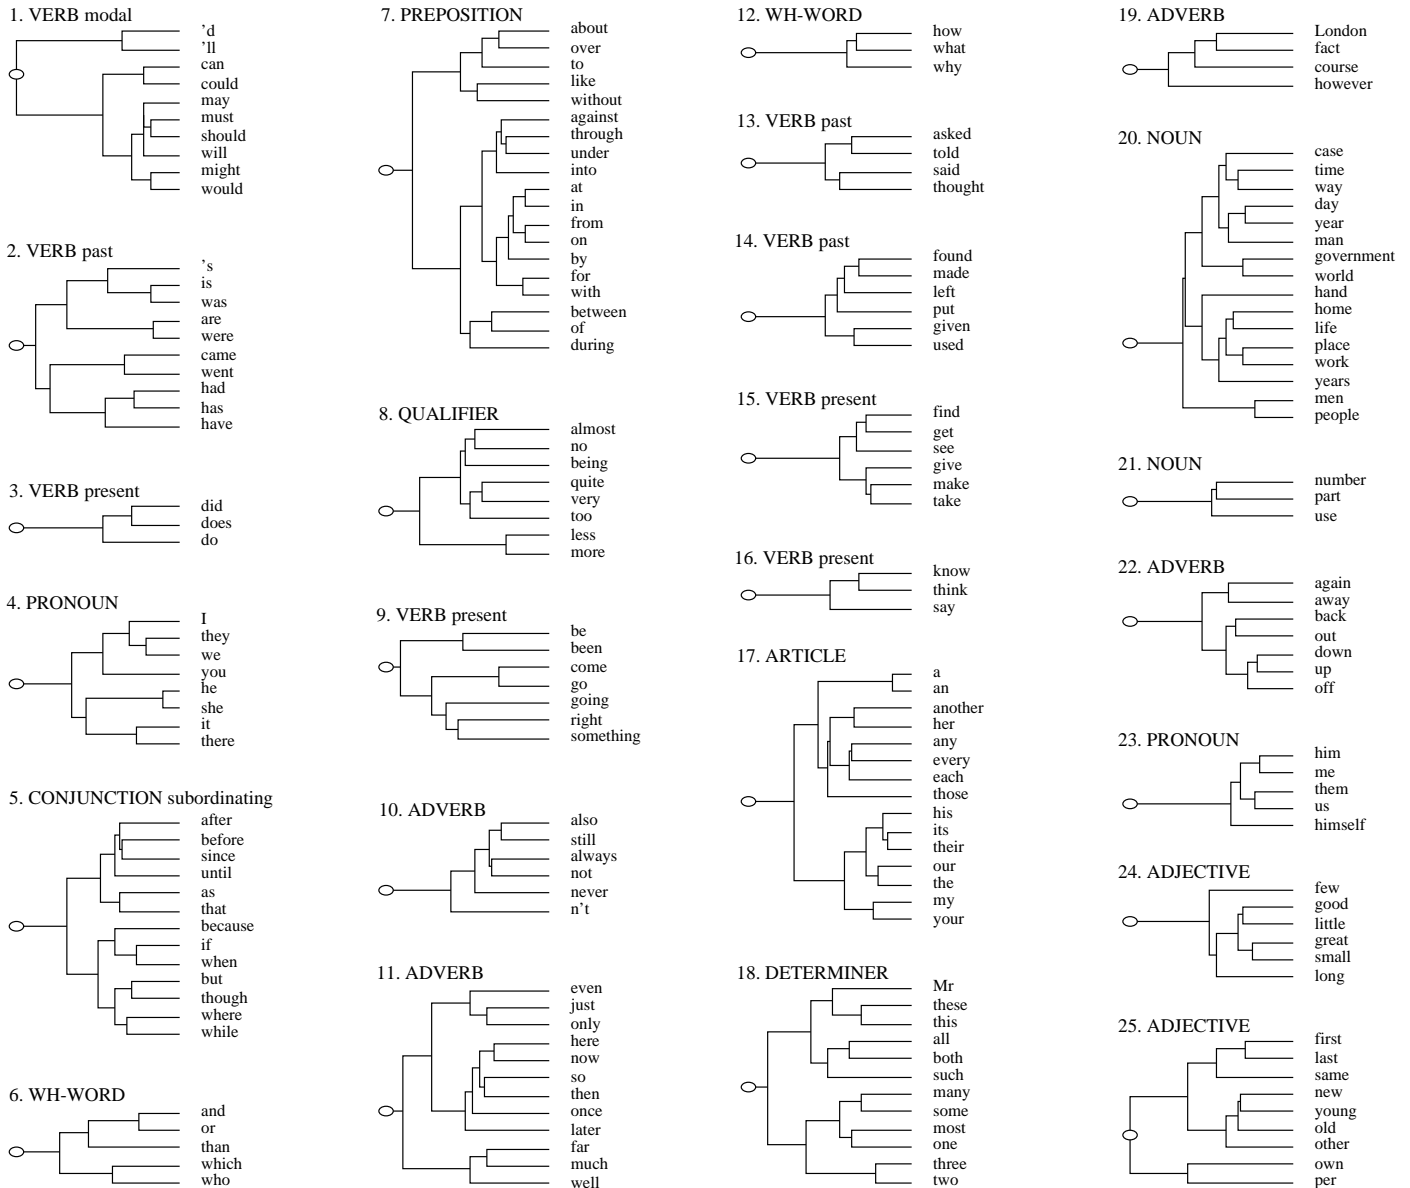 1. VERB modal
'd
'll
can
could
may
must
should
will
might
would
2. VERB past
's
is
was
are
were
came
went
had
has
have
3. VERB present
did
does
do
4. PRONOUN
I
they
we
you
he
she
it
there
5. CONJUNCTION subordinating
after
before
since
until
as
that
because
if
when
but
though
where
while
6. WH-WORD
and
or
than
which
who
7. PREPOSITION
about
over
to
like
without
against
through
under
into
at
in
from
on
by
for
with
between
of
during
8. QUALIFIER
almost
no
being
quite
very
too
less
more
9. VERB present
be
been
come
go
going
right
something
10. ADVERB
also
still
always
not
never
n't
11. ADVERB
even
just
only
here
now
so
then
once
later
far
much
well
12. WH-WORD
how
what
why
13. VERB past
asked
told
said
thought
14. VERB past
found
made
left
put
given
used
15. VERB present
find
get
see
give
make
take
16. VERB present
know
think
say
17. ARTICLE
a
an
another
her
any
every
each
those
his
its
their
our
the
my
your
18. DETERMINER
Mr
these
this
all
both
such
many
some
most
one
three
two
19. ADVERB
London
fact
course
however
20. NOUN
case
time
way
day
year
man
government
world
hand
home
life
place
work
years
men
people
21. NOUN
number
part
use
22. ADVERB
again
away
back
out
down
up
off
23. PRONOUN
him
me
them
us
himself
24. ADJECTIVE
few
good
little
great
small
long
25. ADJECTIVE
first
last
same
new
young
old
other
own
per